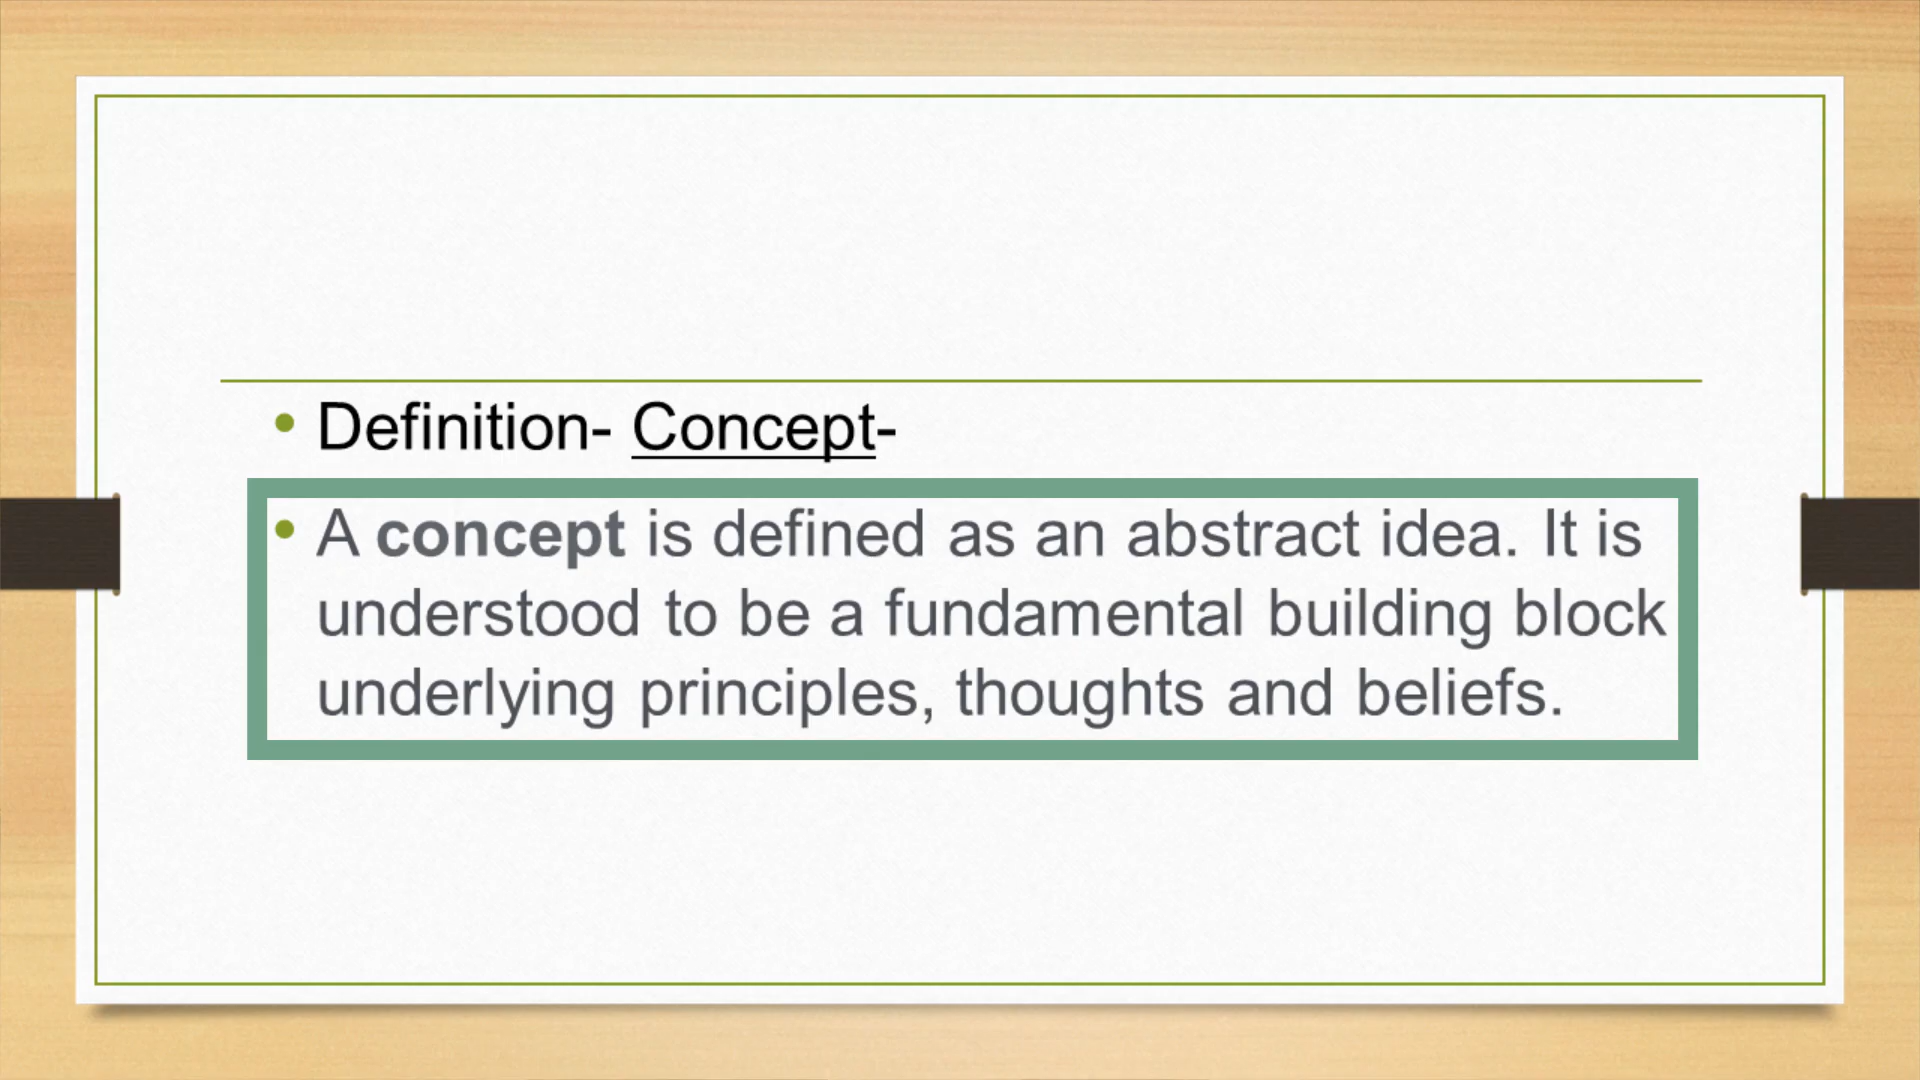 • Definition- Concept-
• A concept is defined as an abstract idea. It is
understood to be a fundamental building block
underlying principles, thoughts and beliefs.